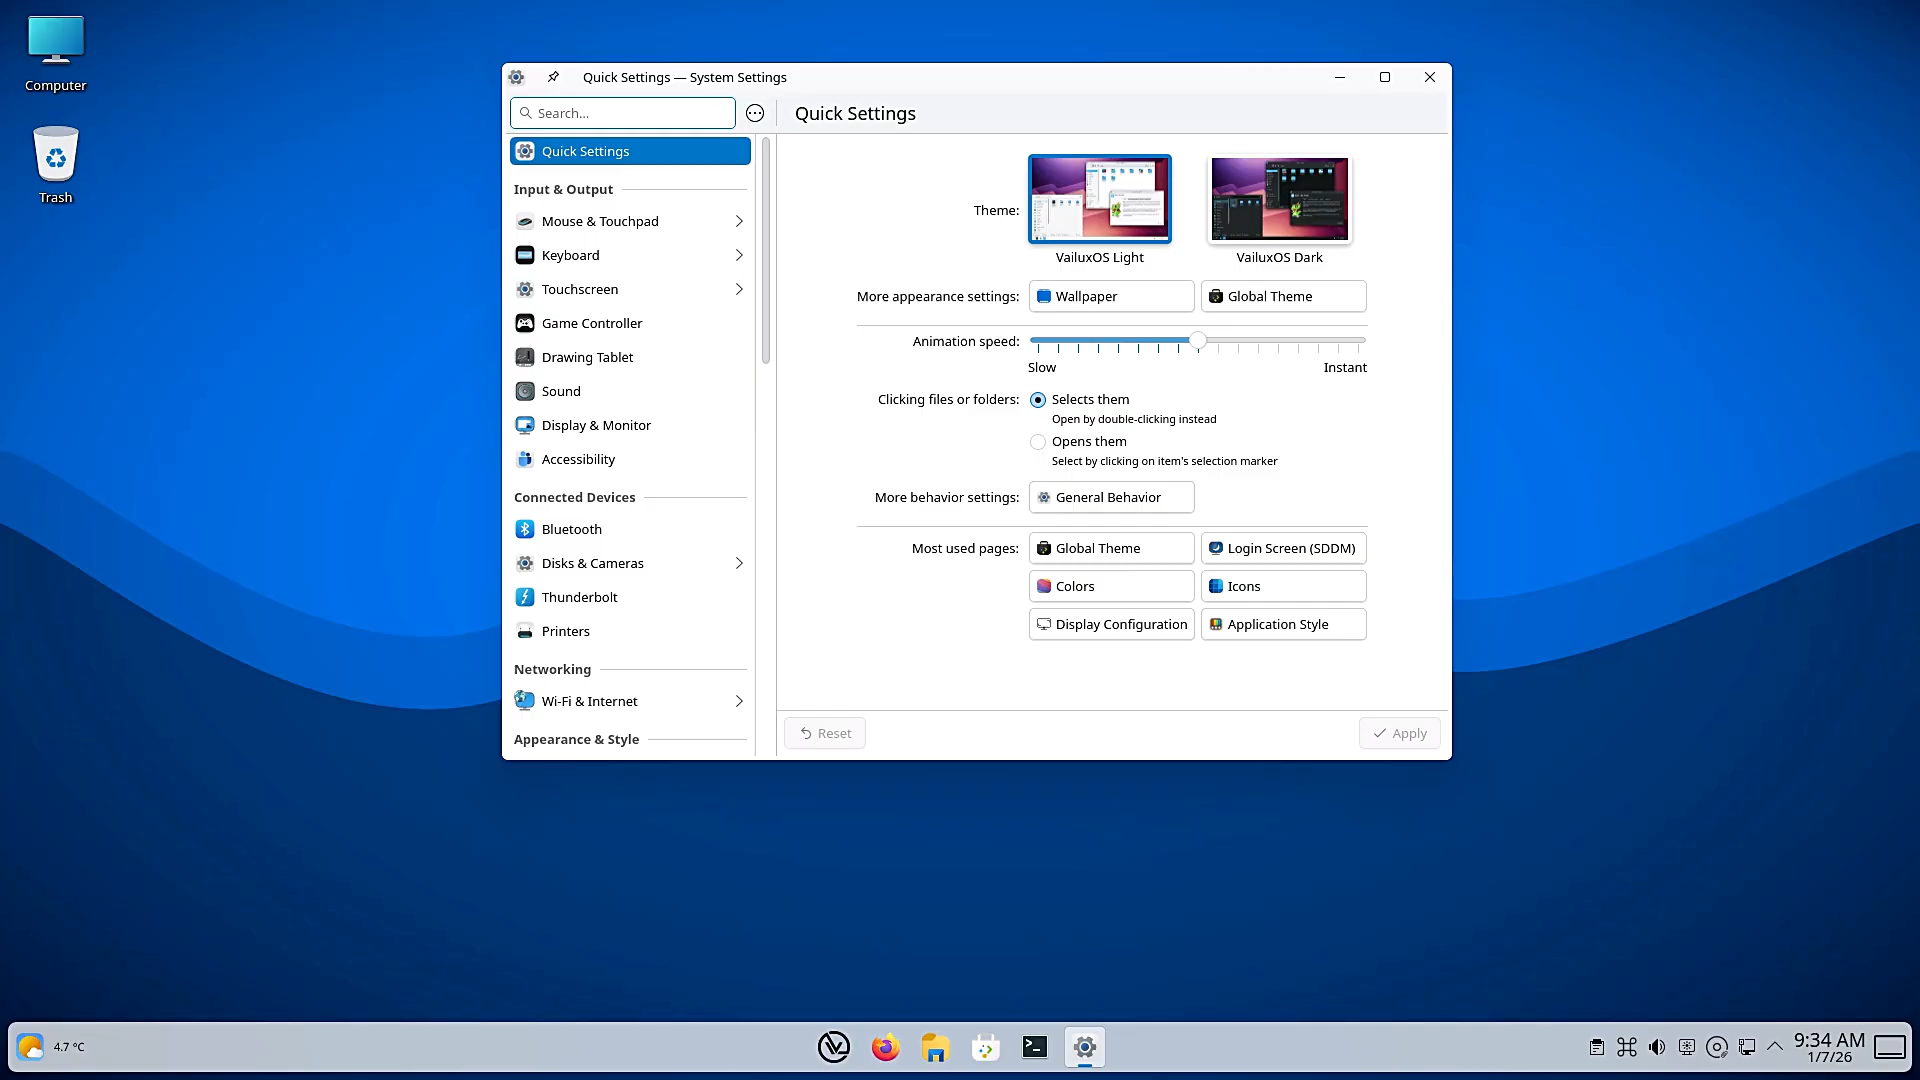 Computer
Trash
Quick Settings — System Settings
Search...
Quick Settings
Quick Settings
Input & Output
Mouse & Touchpad
Keyboard
Touchscreen
Game Controller
Drawing Tablet
Sound
Display & Monitor
Accessibility
Connected Devices
Bluetooth
Disks & Cameras
Thunderbolt
Printers
Networking
Wi-Fi & Internet
Appearance & Style
Theme:
VailuxOS Light
VailuxOS Dark
More appearance settings:
Wallpaper
Global Theme
Animation speed:
Slow
Instant
Clicking files or folders:
Selects them
Open by double-clicking instead
Opens them
Select by clicking on item's selection marker
More behavior settings:
General Behavior
Most used pages:
Global Theme
Login Screen (SDDM)
Colors
Icons
Display Configuration
Application Style
Reset
Apply
4.7 °C
9:34 AM
1/7/26